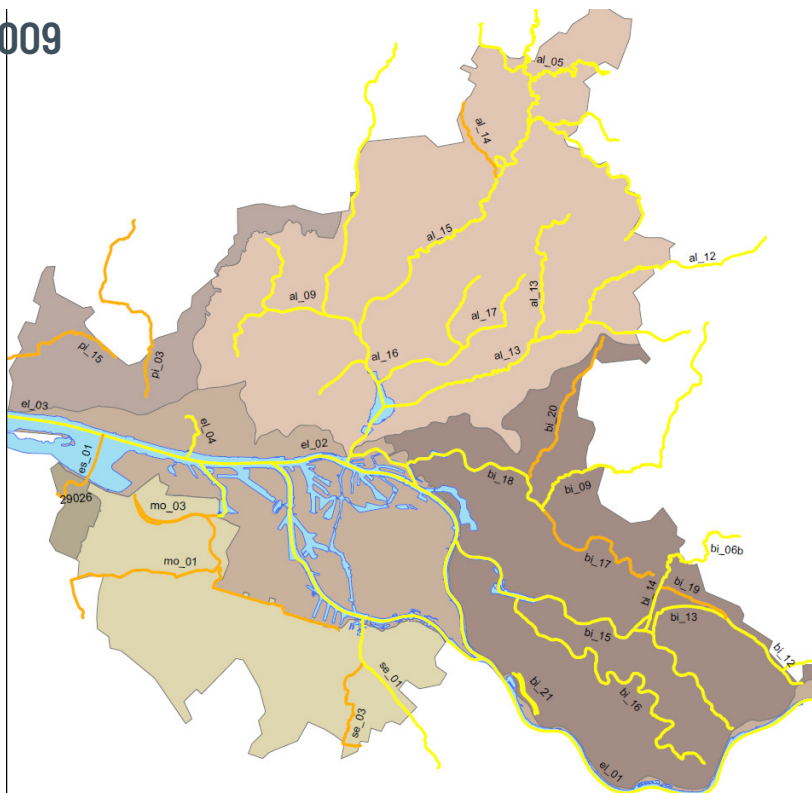 009
al_05
al_14
al_15
al_12
al_13
al_09
al_17
al_16
al_13
pi_15
pi_03
el_03
el_04
el_02
bi_20
es_01
bi_18
bi_09
29026
mo_03
bi_06b
mo_01
bi_17
bi_14
bi_19
bi_13
bi_15
bi_12
se_01
bi_21
bi_16
se_03
el_01